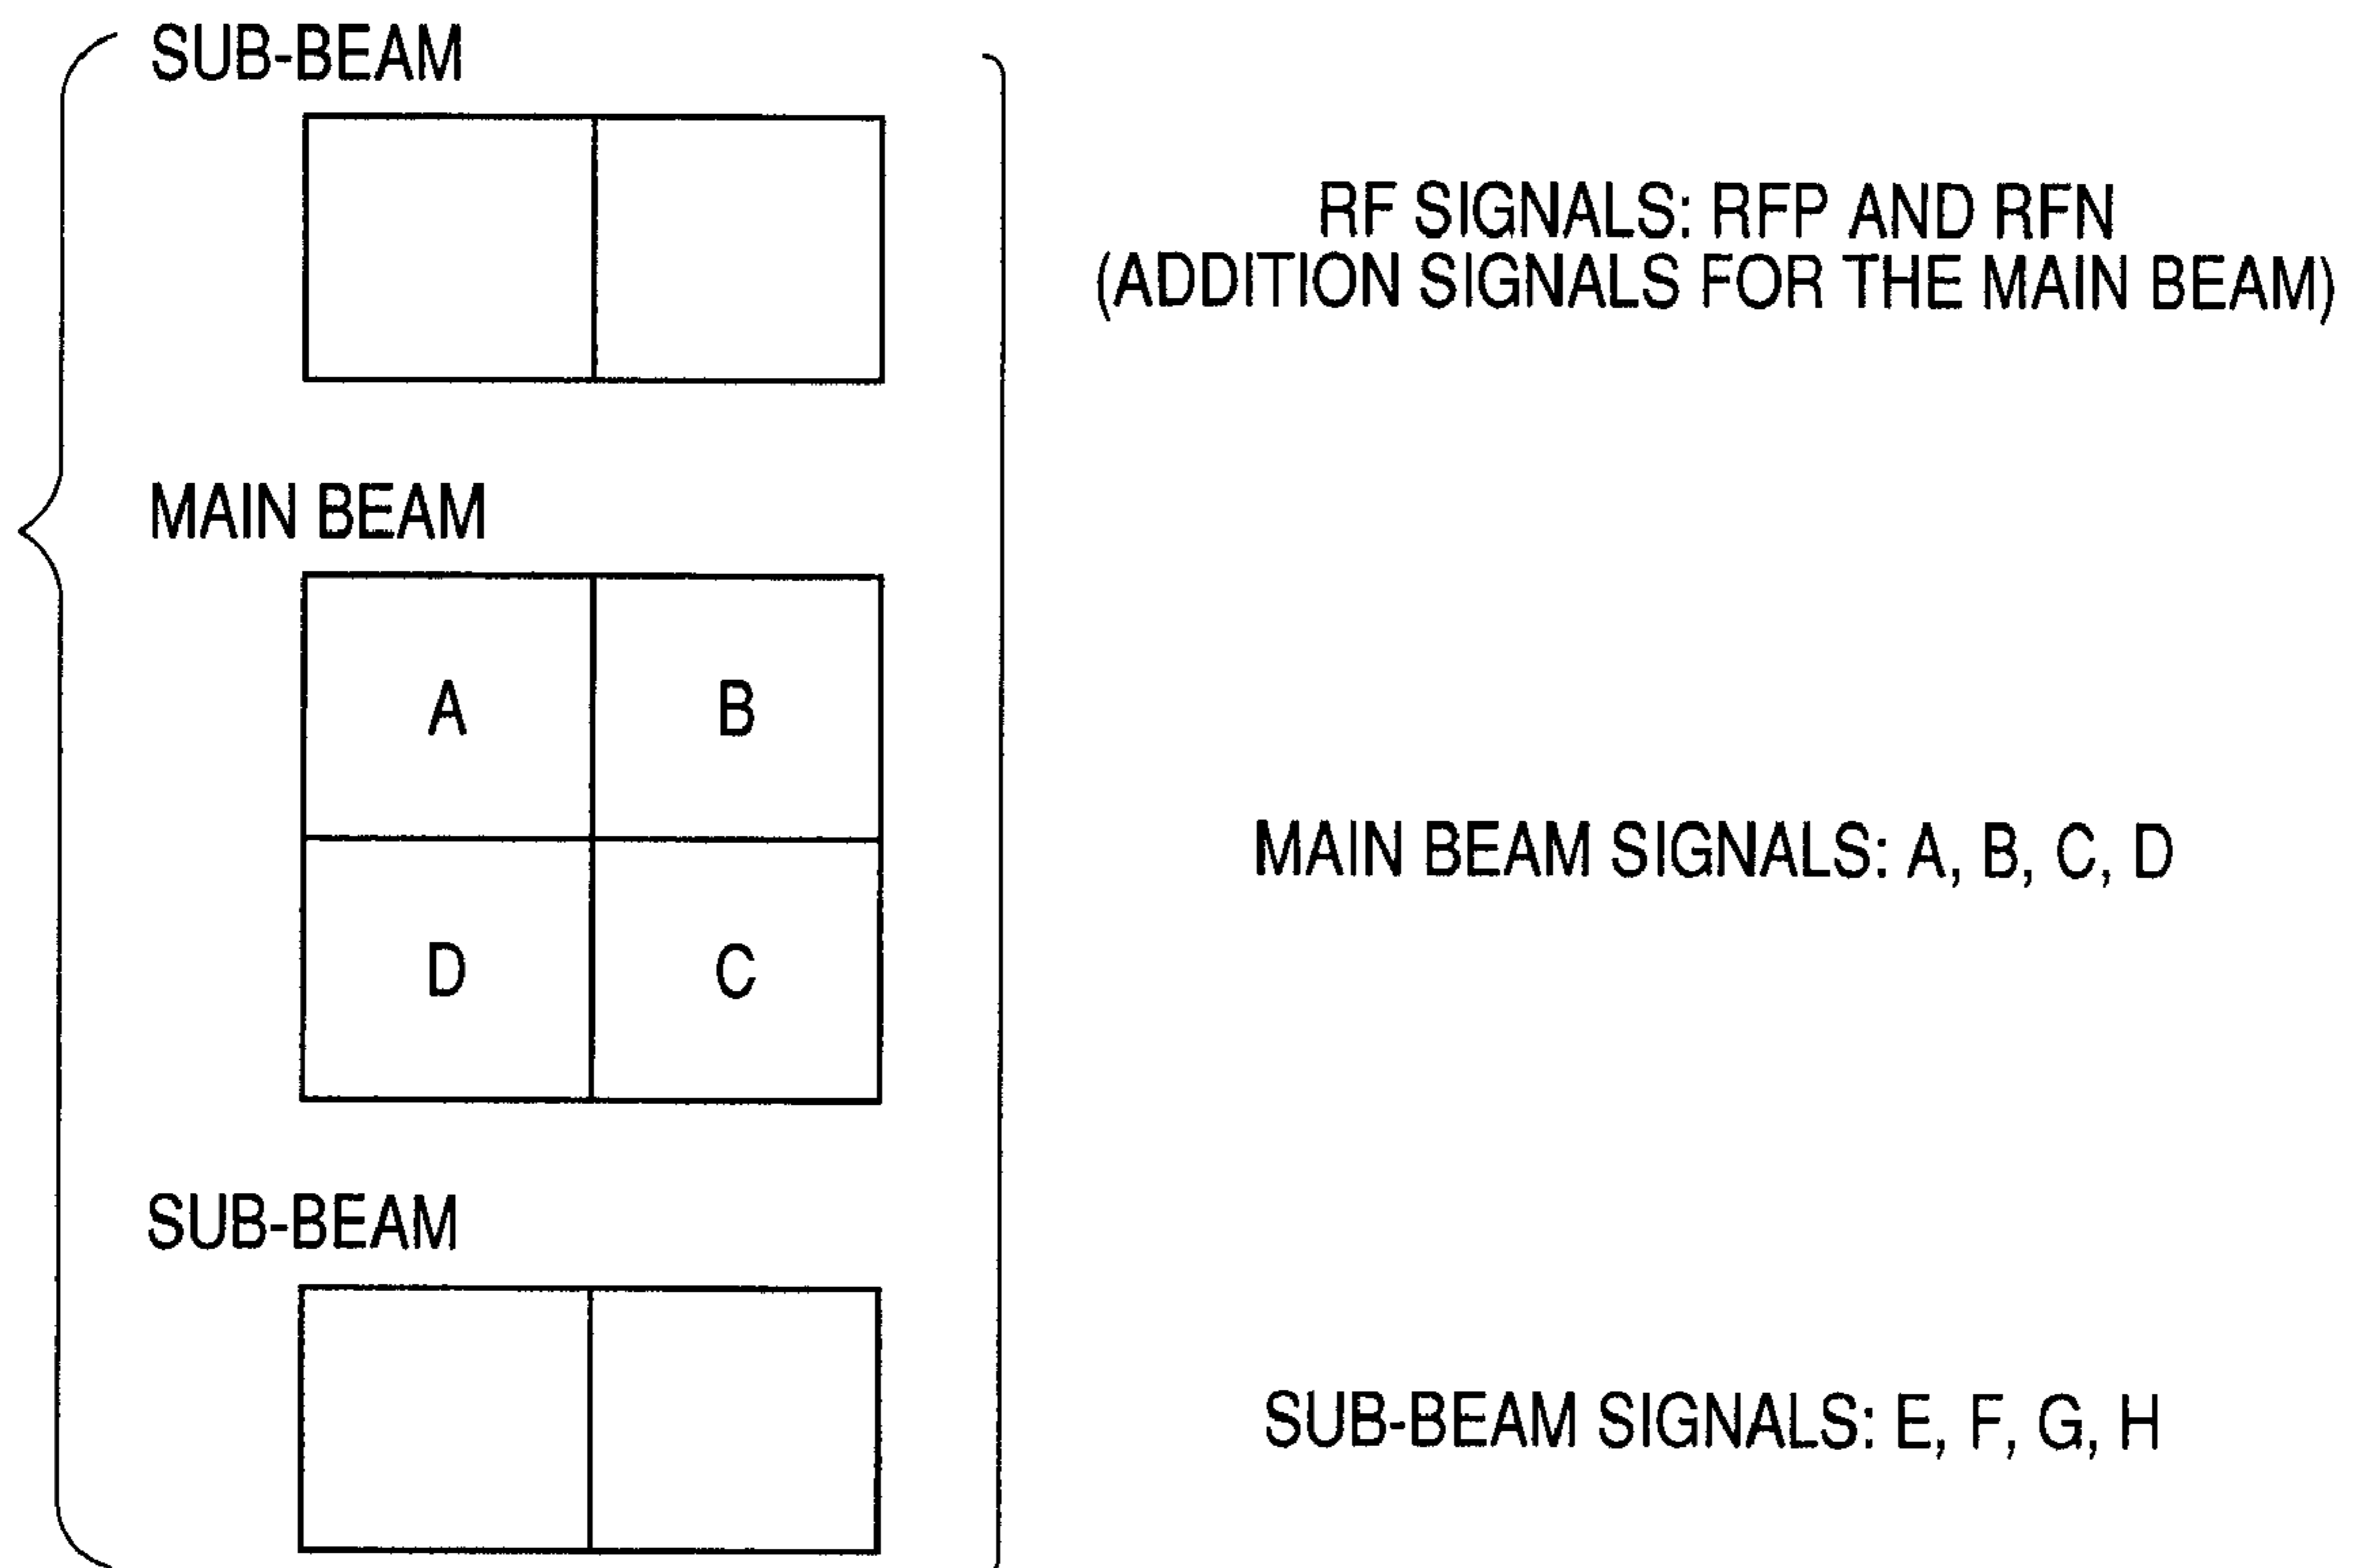 SUB-BEAM
RF SIGNALS: RFP AND RFN
(ADDITION SIGNALS FOR THE MAIN BEAM)
MAIN BEAM
A B
MAIN BEAM SIGNALS: A, B, C, D
D C
SUB-BEAM
SUB-BEAM SIGNALS: E, F, G, H